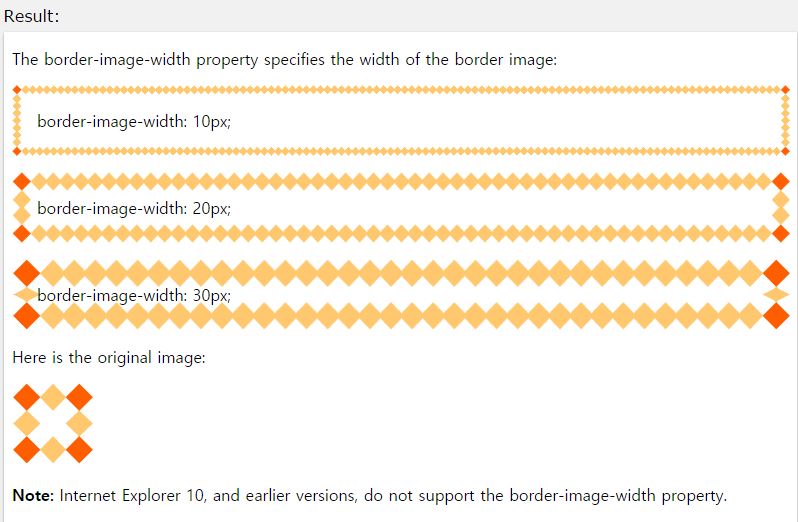 Result:
The border-image-width property specifies the width of the border image:
border-image-width: 10px;
border-image-width: 20px;
border-image-width: 30px;
Here is the original image:
Note: Internet Explorer 10, and earlier versions, do not support the border-image-width property.